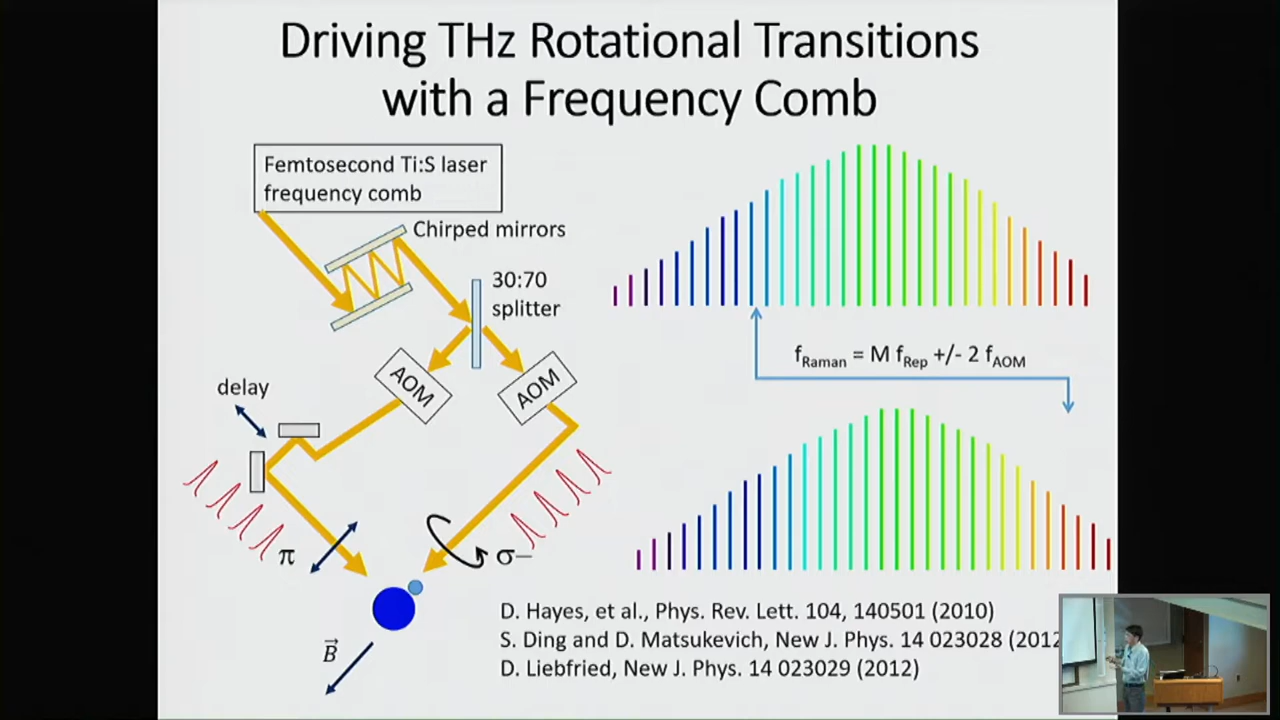 Driving THz Rotational Transitions
with a Frequency Comb
Femtosecond Ti:S laser
frequency comb
Chirped mirrors
30:70
splitter
AOM
AOM
delay
f_Raman = M f_Rep +/- 2 f_AOM
π
σ−
B⃗
D. Hayes, et al., Phys. Rev. Lett. 104, 140501 (2010)
S. Ding and D. Matsukevich, New J. Phys. 14 023028 (2012
D. Liebfried, New J. Phys. 14 023029 (2012)